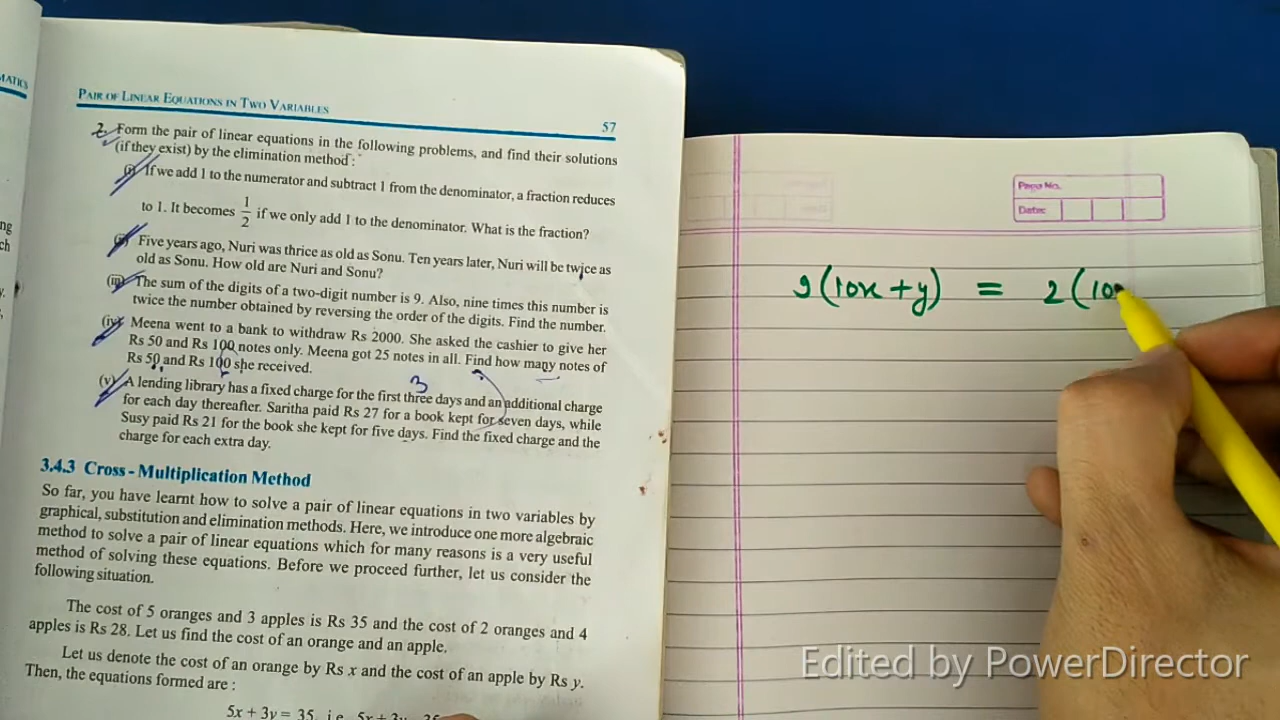 MATICS
ng
ch
PAIR OF LINEAR EQUATIONS IN TWO VARIABLES
57
2. Form the pair of linear equations in the following problems, and find their solutions
(if they exist) by the elimination method :
(i) If we add 1 to the numerator and subtract 1 from the denominator, a fraction reduces
to 1. It becomes 1/2 if we only add 1 to the denominator. What is the fraction?
(ii) Five years ago, Nuri was thrice as old as Sonu. Ten years later, Nuri will be twice as
old as Sonu. How old are Nuri and Sonu?
(iii) The sum of the digits of a two-digit number is 9. Also, nine times this number is
twice the number obtained by reversing the order of the digits. Find the number.
(iv) Meena went to a bank to withdraw Rs 2000. She asked the cashier to give her
Rs 50 and Rs 100 notes only. Meena got 25 notes in all. Find how many notes of
Rs 50 and Rs 100 she received.
3
(v) A lending library has a fixed charge for the first three days and an additional charge
for each day thereafter. Saritha paid Rs 27 for a book kept for seven days, while
Susy paid Rs 21 for the book she kept for five days. Find the fixed charge and the
charge for each extra day.
3.4.3 Cross - Multiplication Method
So far, you have learnt how to solve a pair of linear equations in two variables by
graphical, substitution and elimination methods. Here, we introduce one more algebraic
method to solve a pair of linear equations which for many reasons is a very useful
method of solving these equations. Before we proceed further, let us consider the
following situation.
The cost of 5 oranges and 3 apples is Rs 35 and the cost of 2 oranges and 4
apples is Rs 28. Let us find the cost of an orange and an apple.
Let us denote the cost of an orange by Rs x and the cost of an apple by Rs y.
Then, the equations formed are :
5x + 3y = 35, i.e.
Page No.
Date:
9(10x + y) = 2(10
Edited by PowerDirector